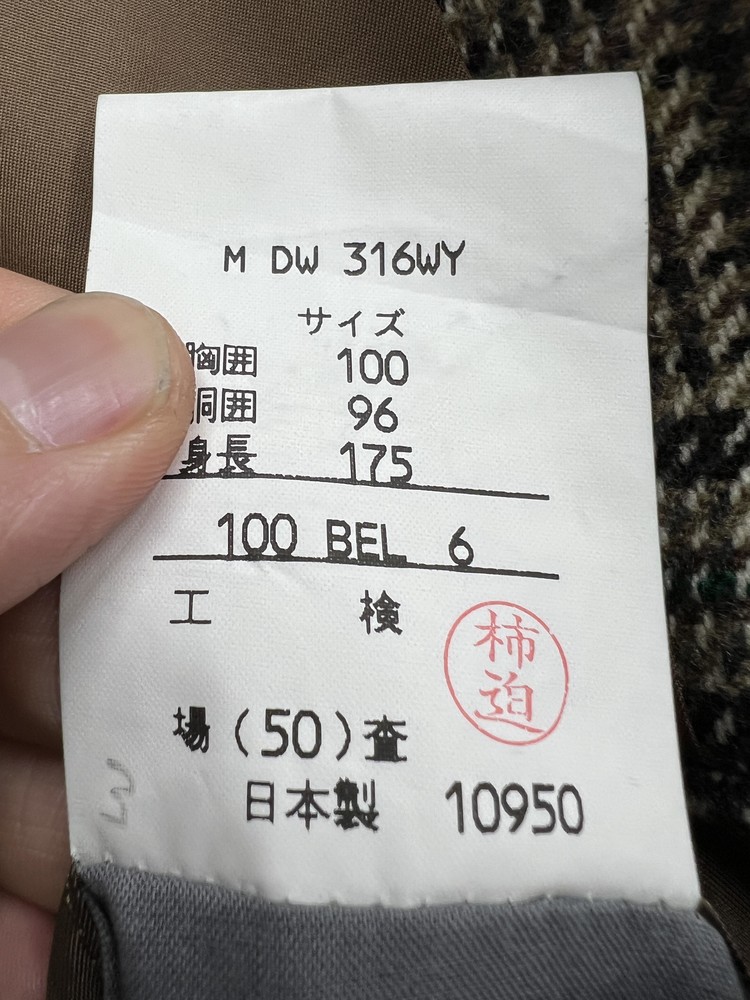 M DW 316WY
サイズ
胸囲 100
胴囲 96
身長 175
100 BEL 6
工 検
柿迫
場(50)査
日本製 10950